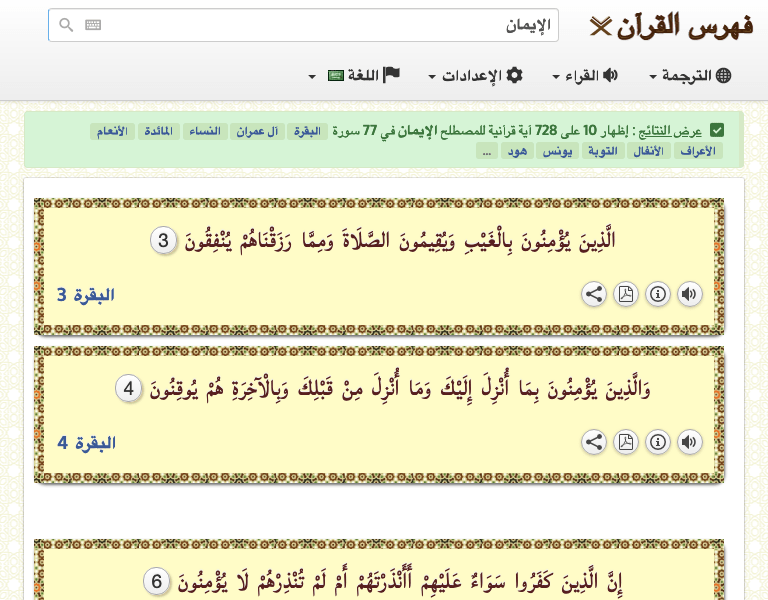 فهرس القرآن
الإيمان
الترجمة القراء الإعدادات اللغة
عرض النتائج : إظهار 10 على 728 آية قرآنية للمصطلح الإيمان في 77 سورة البقرة آل عمران النساء المائدة الأنعام
الأعراف الأنفال التوبة يونس هود ...
الَّذِينَ يُؤْمِنُونَ بِالْغَيْبِ وَيُقِيمُونَ الصَّلَاةَ وَمِمَّا رَزَقْنَاهُمْ يُنْفِقُونَ 3
البقرة 3
وَالَّذِينَ يُؤْمِنُونَ بِمَا أُنْزِلَ إِلَيْكَ وَمَا أُنْزِلَ مِنْ قَبْلِكَ وَبِالْآخِرَةِ هُمْ يُوقِنُونَ 4
البقرة 4
إِنَّ الَّذِينَ كَفَرُوا سَوَاءٌ عَلَيْهِمْ أَأَنْذَرْتَهُمْ أَمْ لَمْ تُنْذِرْهُمْ لَا يُؤْمِنُونَ 6